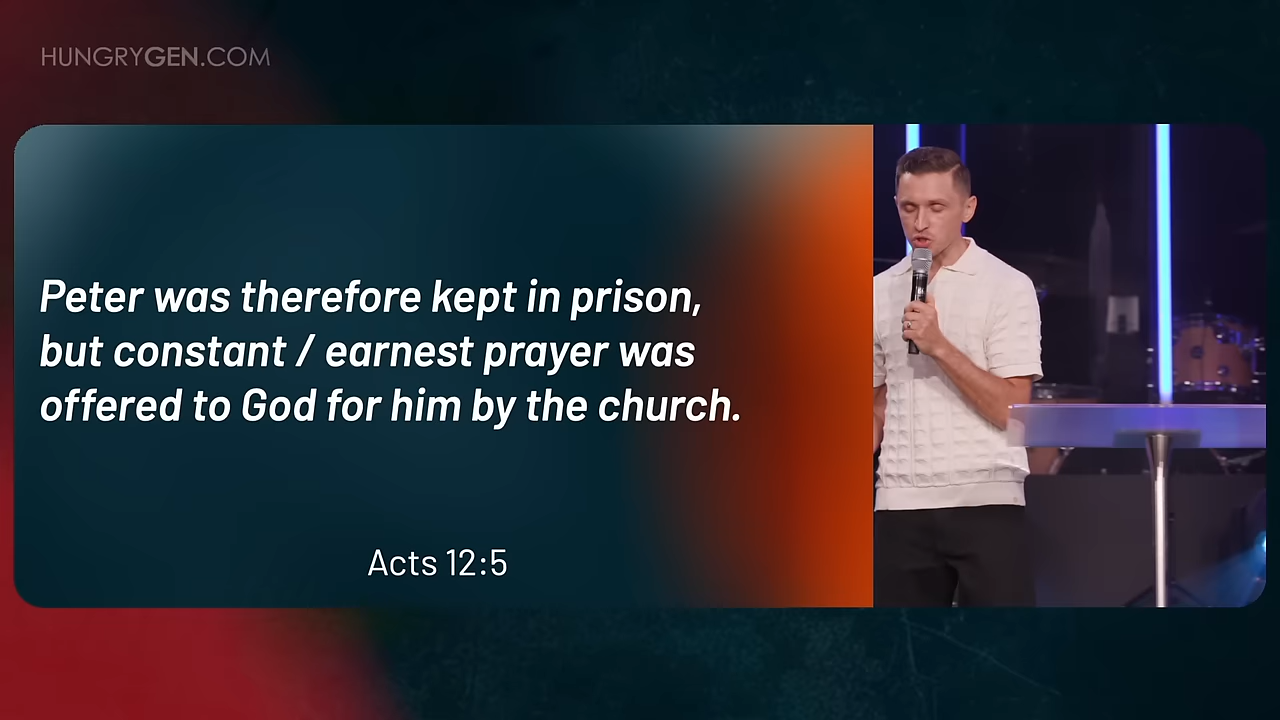 HUNGRYGEN.COM
Peter was therefore kept in prison,
but constant / earnest prayer was
offered to God for him by the church.
Acts 12:5